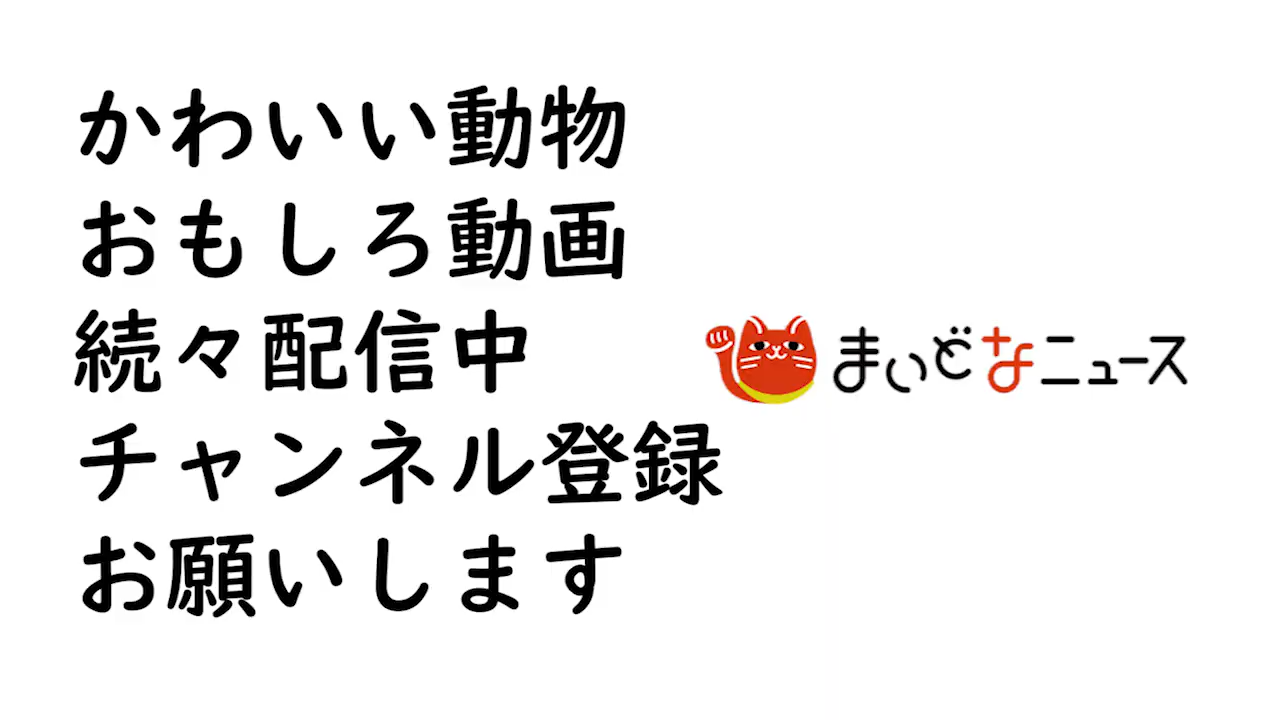 かわいい動物
おもしろ動画
続々配信中
チャンネル登録
お願いします
まいどなニュース